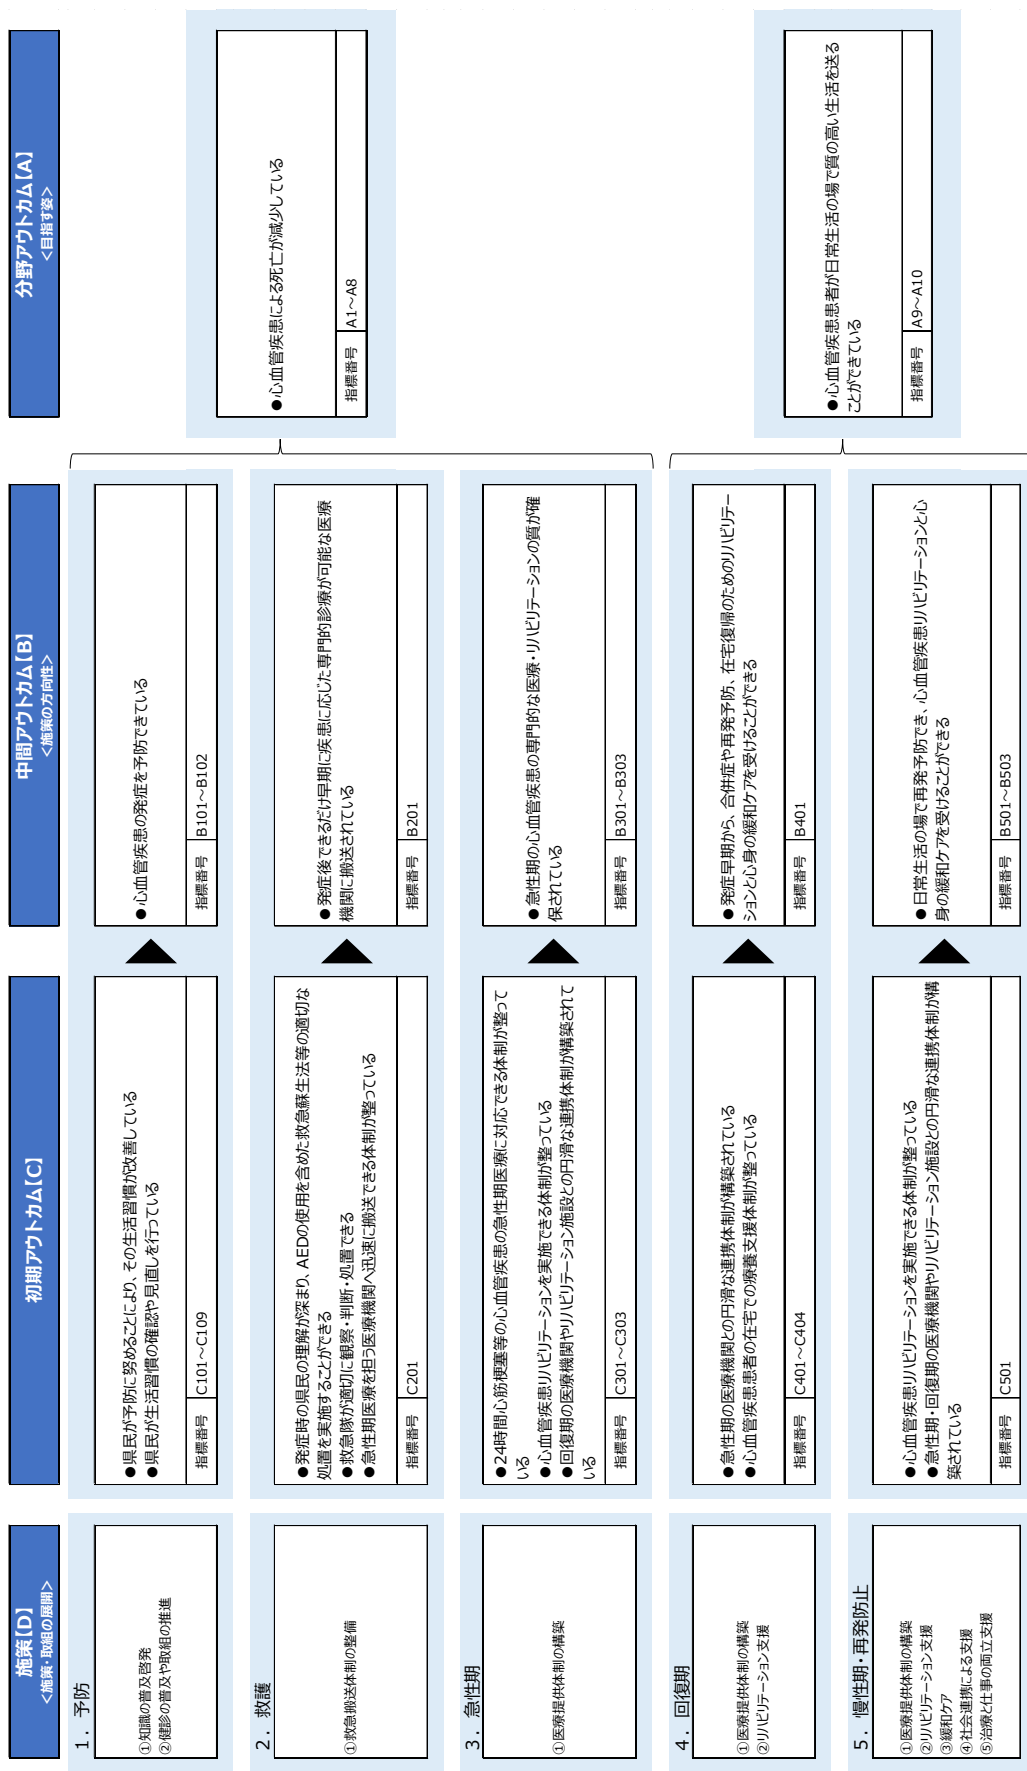 施策【D】
<施策・取組の展開>
初期アウトカム【C】
中間アウトカム【B】
<施策の方向性>
分野アウトカム【A】
<目指す姿>
1．予防
①知識の普及啓発
②健診の普及や取組の推進
●県民が予防に努めることにより、その生活習慣が改善している
●県民が生活習慣の確認や見直しを行っている
指標番号 C101～C109
●心血管疾患の発症を予防できている
指標番号 B101～B102
2．救護
①救急搬送体制の整備
●発症時の県民の理解が深まり、AEDの使用を含めた救急蘇生法等の適切な
処置を実施することができる
●救急隊が適切に観察・判断・処置できる
●急性期医療を担う医療機関へ迅速に搬送できる体制が整っている
指標番号 C201
●発症後できるだけ早期に疾患に応じた専門的診療が可能な医療
機関に搬送されている
指標番号 B201
3．急性期
①医療提供体制の構築
●24時間心筋梗塞等の心血管疾患の急性期医療に対応できる体制が整って
いる
●心血管疾患リハビリテーションを実施できる体制が整っている
●回復期の医療機関やリハビリテーション施設との円滑な連携体制が構築されて
いる
指標番号 C301～C303
●急性期の心血管疾患の専門的な医療・リハビリテーションの質が確
保されている
指標番号 B301～B303
●心血管疾患による死亡が減少している
指標番号 A1～A8
4．回復期
①医療提供体制の構築
②リハビリテーション支援
●急性期の医療機関との円滑な連携体制が構築されている
●心血管疾患患者の在宅での療養支援体制が整っている
指標番号 C401～C404
●発症早期から、合併症や再発予防、在宅復帰のためのリハビリテー
ションと心身の緩和ケアを受けることができる
指標番号 B401
5．慢性期・再発防止
①医療提供体制の構築
②リハビリテーション支援
③緩和ケア
④社会連携による支援
⑤治療と仕事の両立支援
●心血管疾患リハビリテーションを実施できる体制が整っている
●急性期・回復期の医療機関やリハビリテーション施設との円滑な連携体制が構
築されている
指標番号 C501
●日常生活の場で再発予防でき、心血管疾患リハビリテーションと心
身の緩和ケアを受けることができる
指標番号 B501～B503
●心血管疾患患者が日常生活の場で質の高い生活を送る
ことができている
指標番号 A9～A10